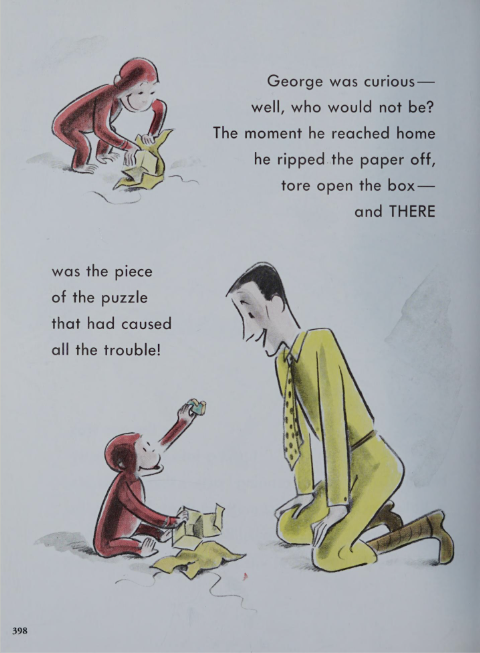 George was curious—
well, who would not be?
The moment he reached home
he ripped the paper off,
tore open the box—
and THERE
was the piece
of the puzzle
that had caused
all the trouble!
398